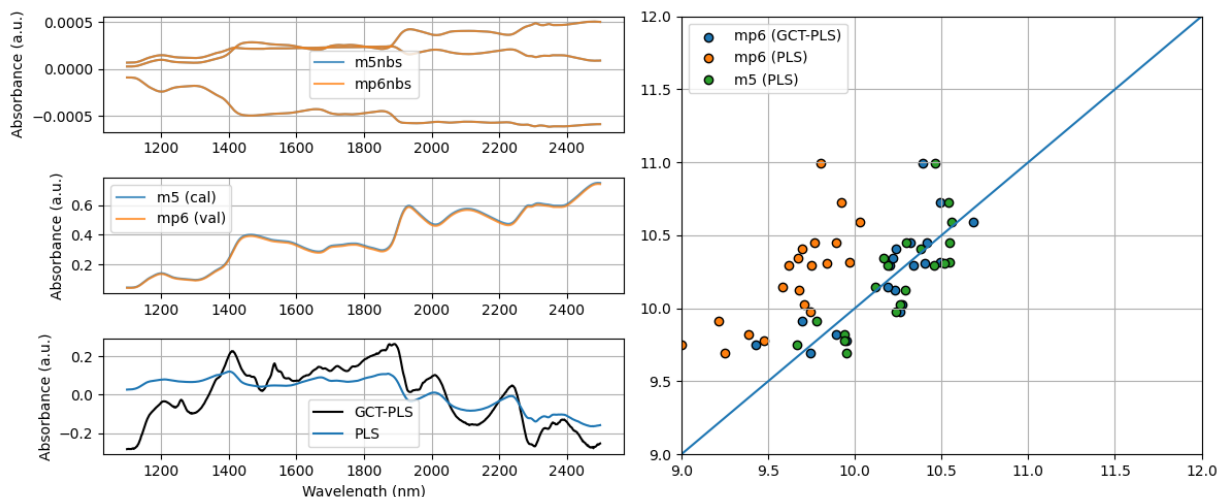 Absorbance (a.u.)
0.0005
0.0000
−0.0005
m5nbs
mp6nbs
1200 1400 1600 1800 2000 2200 2400
Absorbance (a.u.)
0.6
0.4
0.2
m5 (cal)
mp6 (val)
1200 1400 1600 1800 2000 2200 2400
Absorbance (a.u.)
0.2
0.0
−0.2
GCT-PLS
PLS
1200 1400 1600 1800 2000 2200 2400
Wavelength (nm)
12.0
11.5
11.0
10.5
10.0
9.5
9.0
mp6 (GCT-PLS)
mp6 (PLS)
m5 (PLS)
9.0 9.5 10.0 10.5 11.0 11.5 12.0